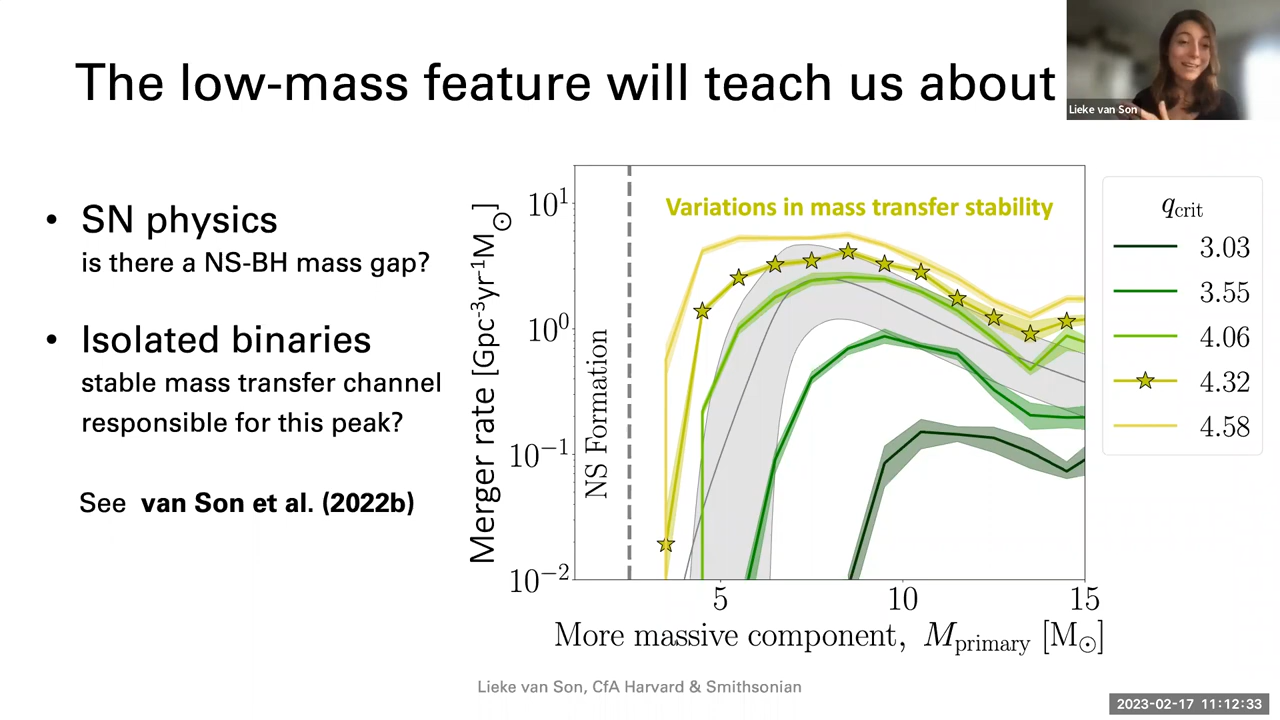 The low-mass feature will teach us about
Lieke van Son
• SN physics
is there a NS-BH mass gap?
• Isolated binaries
stable mass transfer channel
responsible for this peak?
See van Son et al. (2022b)
Variations in mass transfer stability
Merger rate [Gpc⁻³yr⁻¹M⊙]
10¹
10⁰
10⁻¹
10⁻²
NS Formation
5 10 15
More massive component, Mprimary [M⊙]
qcrit
3.03
3.55
4.06
4.32
4.58
Lieke van Son, CfA Harvard & Smithsonian
2023-02-17 11:12:33